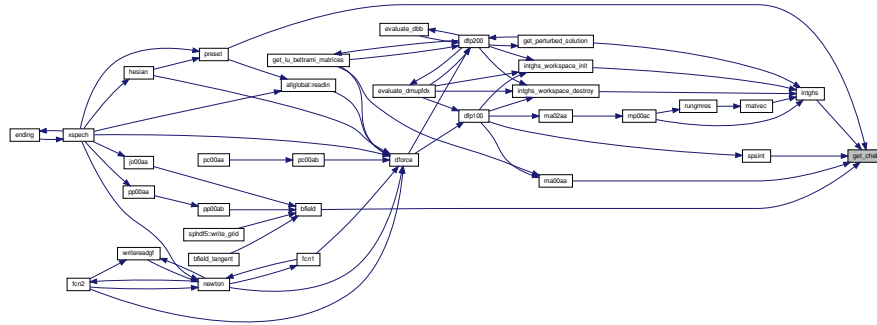 evaluate_dbb
dfp200
get_perturbed_solution
preset
get_lu_beltrami_matrices
intghs_workspace_init
hesian
allglobal::readin
evaluate_dmupfdx
intghs_workspace_destroy
intghs
rungmres
matvec
dfp100
ma02aa
mp00ac
ending
xspech
jo00aa
pc00aa
pc00ab
dforce
spsint
get_cheb
pp00aa
ma00aa
pp00ab
bfield
sphdf5::write_grid
writereadgf
bfield_tangent
fcn1
fcn2
newton